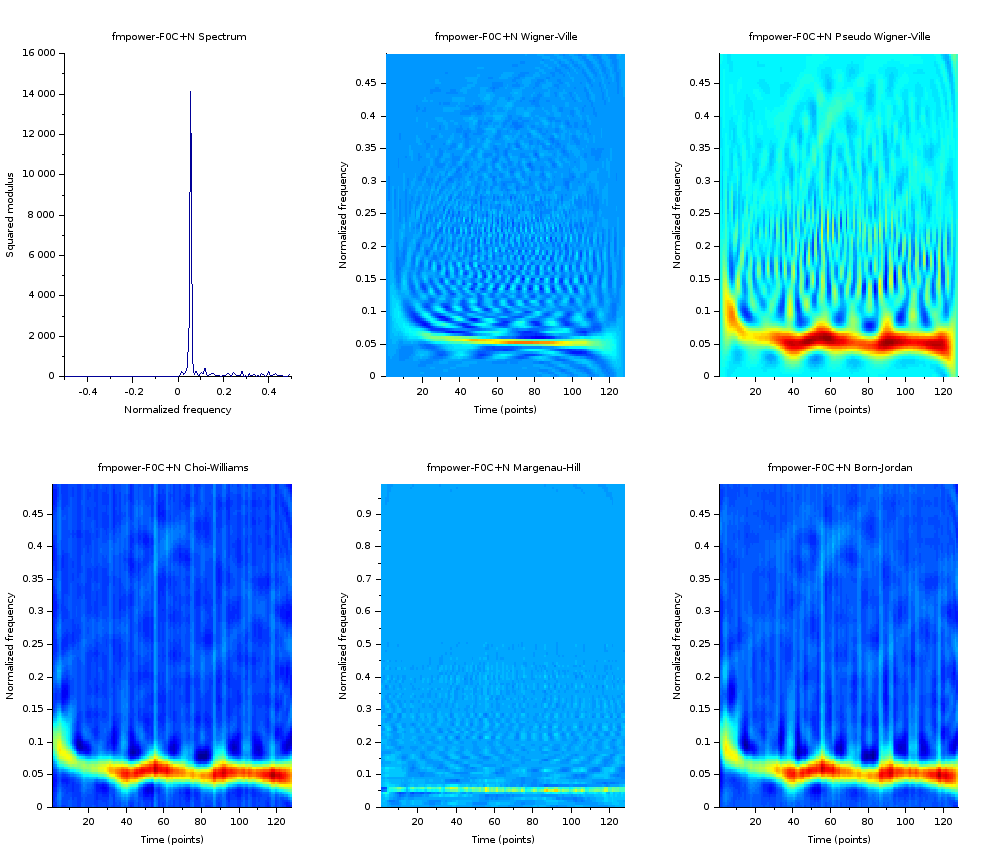 fmpower-F0C+N Spectrum
16 000
14 000
12 000
10 000
8 000
6 000
4 000
2 000
0
Squared modulus
-0.4 -0.2 0 0.2 0.4
Normalized frequency
fmpower-F0C+N Wigner-Ville
0.45
0.4
0.35
0.3
0.25
0.2
0.15
0.1
0.05
0
Normalized frequency
20 40 60 80 100 120
Time (points)
fmpower-F0C+N Pseudo Wigner-Ville
0.45
0.4
0.35
0.3
0.25
0.2
0.15
0.1
0.05
0
Normalized frequency
20 40 60 80 100 120
Time (points)
fmpower-F0C+N Choi-Williams
0.45
0.4
0.35
0.3
0.25
0.2
0.15
0.1
0.05
0
Normalized frequency
20 40 60 80 100 120
Time (points)
fmpower-F0C+N Margenau-Hill
0.9
0.8
0.7
0.6
0.5
0.4
0.3
0.2
0.1
0
Normalized frequency
20 40 60 80 100 120
Time (points)
fmpower-F0C+N Born-Jordan
0.45
0.4
0.35
0.3
0.25
0.2
0.15
0.1
0.05
0
Normalized frequency
20 40 60 80 100 120
Time (points)